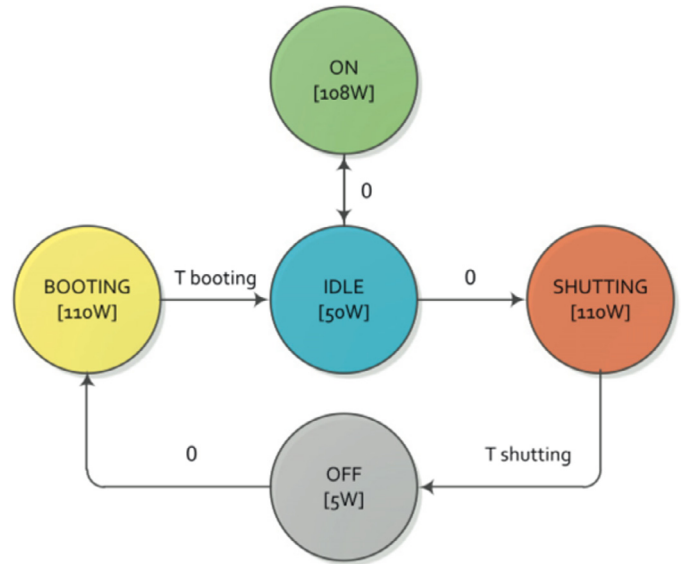 ON
[108W]
0
BOOTING
[110W]
T booting
IDLE
[50W]
0
SHUTTING
[110W]
0
OFF
[5W]
T shutting